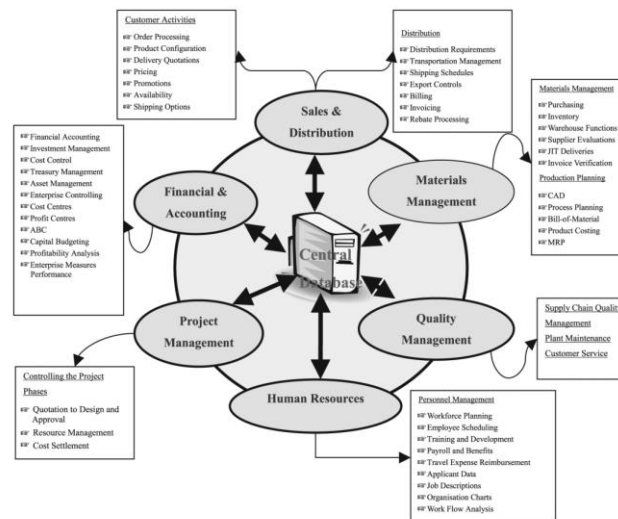 Customer Activities
Order Processing
Product Configuration
Delivery Quotations
Pricing
Promotions
Availability
Shipping Options
Distribution
Distribution Requirements
Transportation Management
Shipping Schedules
Export Controls
Billing
Invoicing
Rebate Processing
Materials Management
Purchasing
Inventory
Warehouse Functions
Supplier Evaluations
JIT Deliveries
Invoice Verification
Production Planning
CAD
Process Planning
Bill-of-Material
Product Costing
MRP
Financial Accounting
Investment Management
Cost Control
Treasury Management
Asset Management
Enterprise Controlling
Cost Centres
Profit Centres
ABC
Capital Budgeting
Profitability Analysis
Enterprise Measures
Performance
Sales &
Distribution
Financial &
Accounting
Materials
Management
Central
Database
Project
Management
Quality
Management
Human Resources
Supply Chain Quality
Management
Plant Maintenance
Customer Service
Controlling the Project
Phases
Quotation to Design and
Approval
Resource Management
Cost Settlement
Personnel Management
Workforce Planning
Employee Scheduling
Training and Development
Payroll and Benefits
Travel Expense Reimbursement
Applicant Data
Job Descriptions
Organisation Charts
Work Flow Analysis